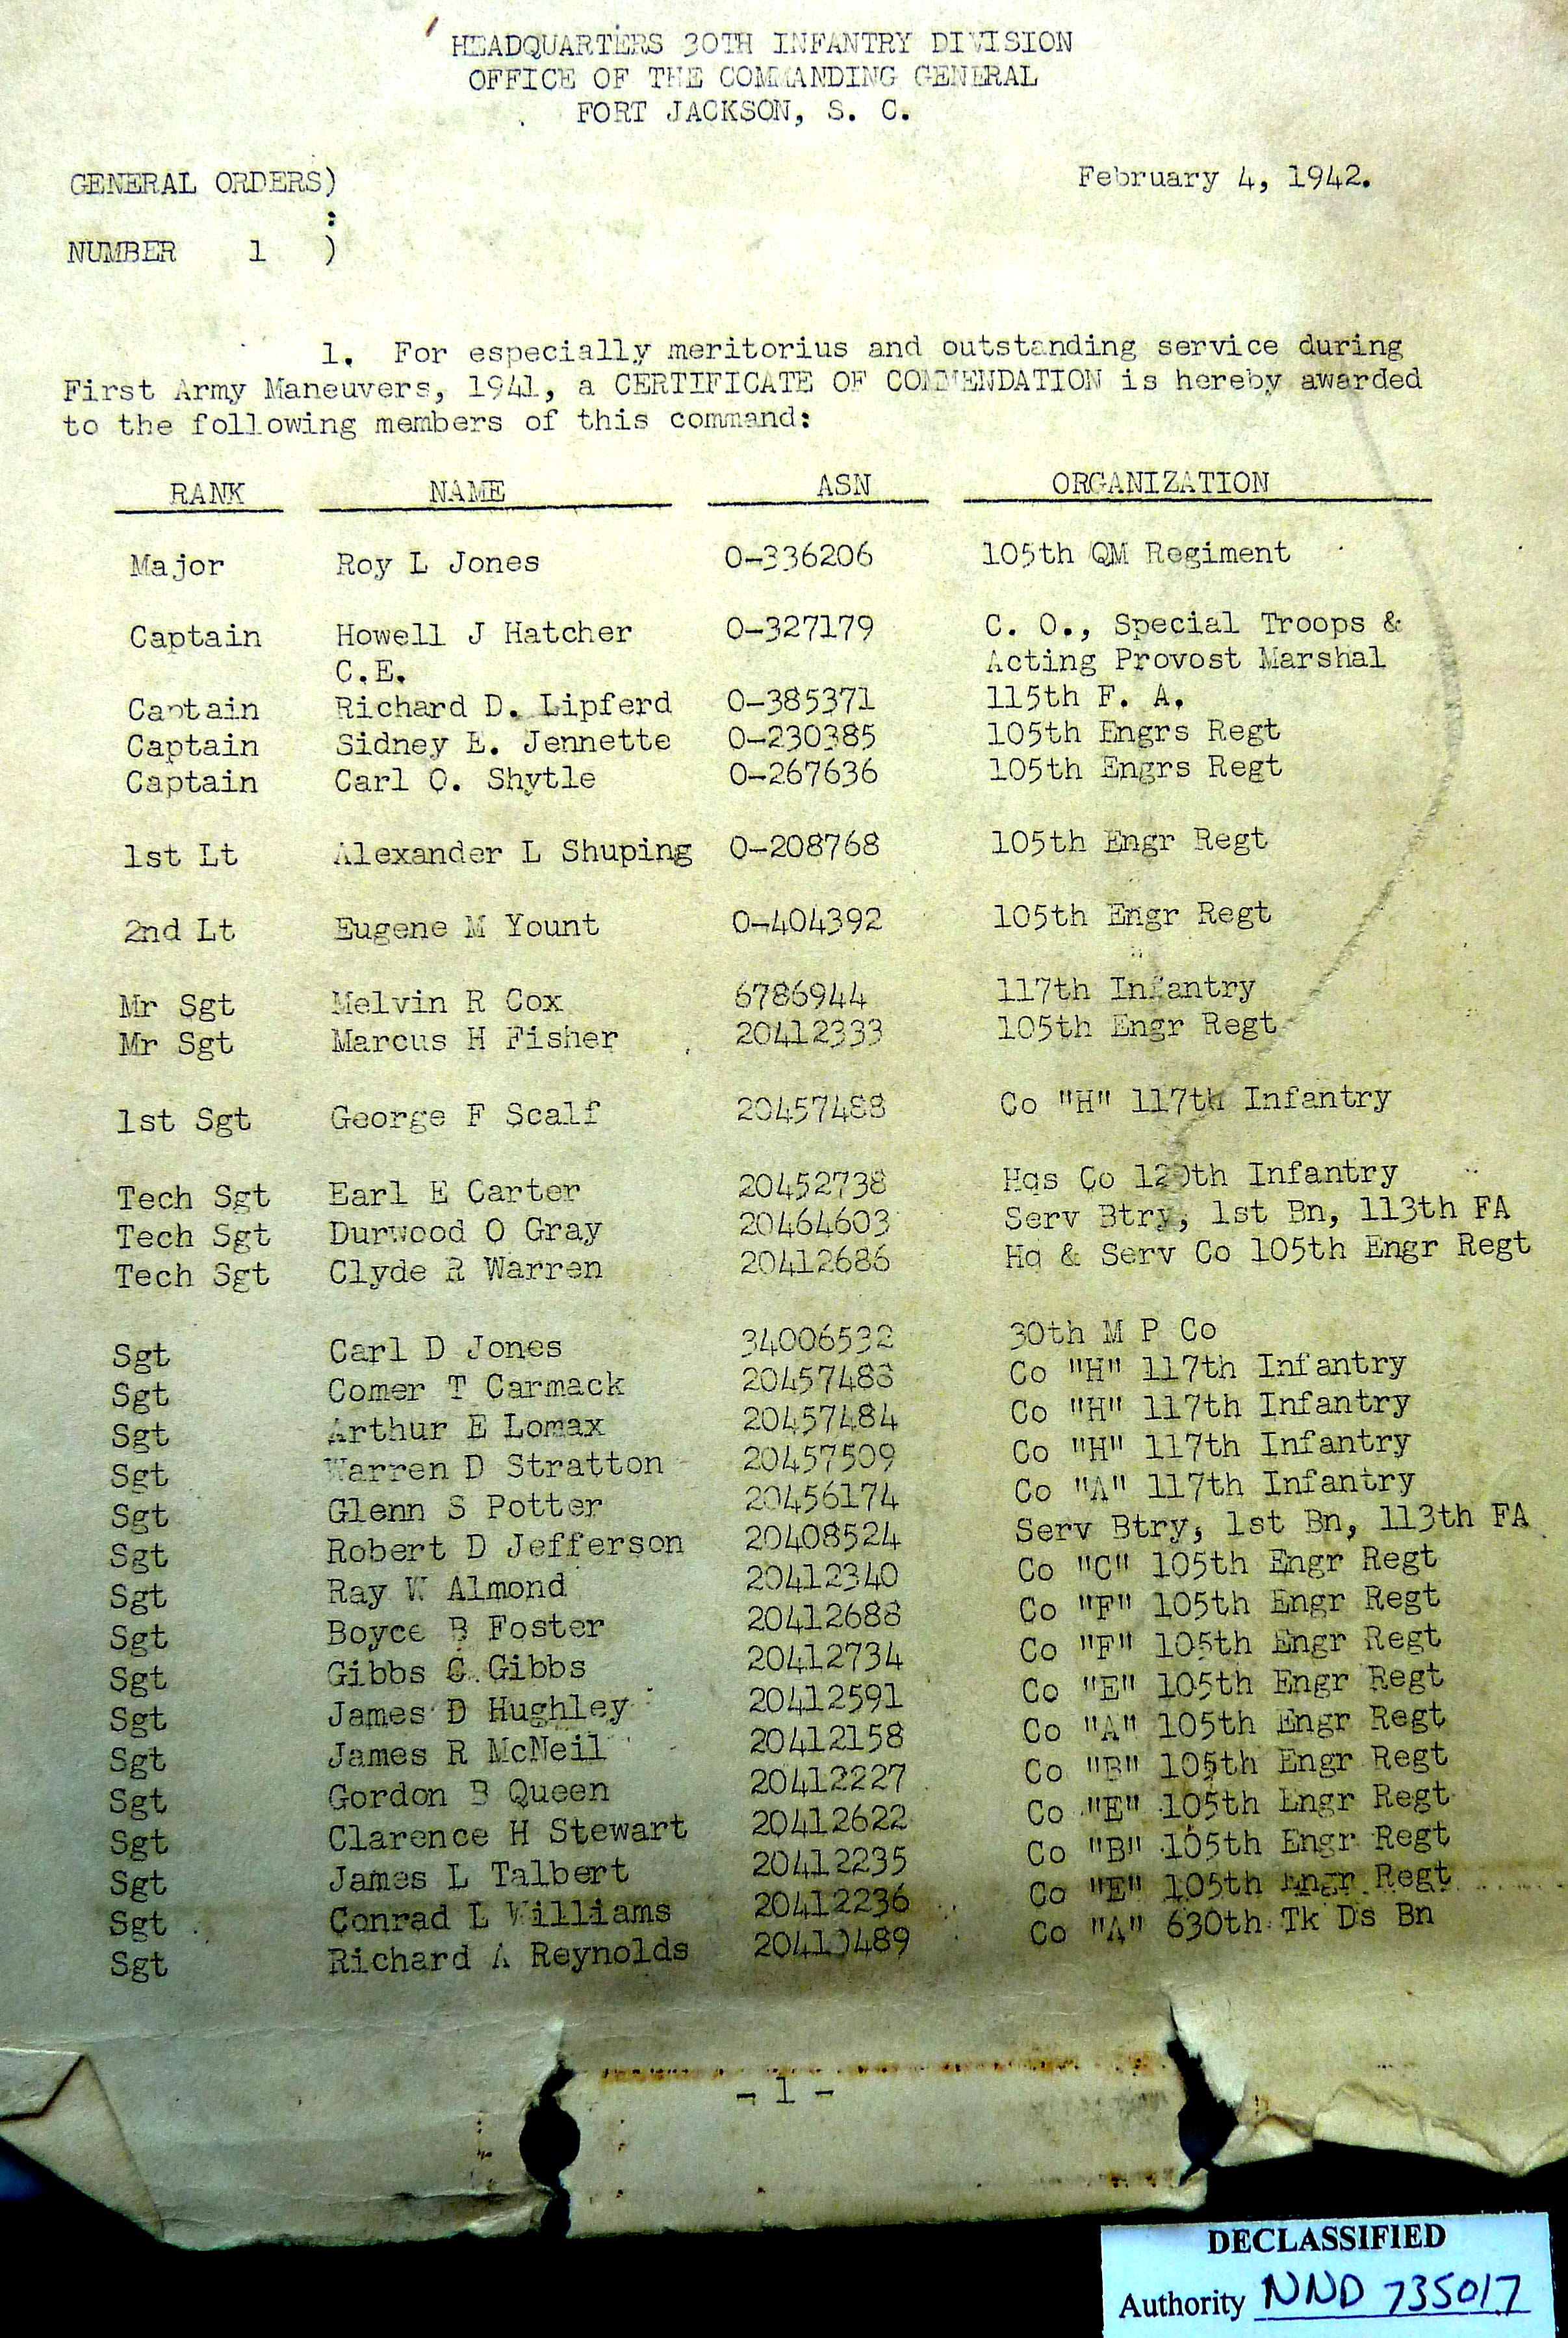 HEADQUARTERS 30TH INFANTRY DIVISION
OFFICE OF THE COMMANDING GENERAL
FORT JACKSON, S. C.
GENERAL ORDERS) February 4, 1942.
:
NUMBER 1 )
1. For especially meritorius and outstanding service during
First Army Maneuvers, 1941, a CERTIFICATE OF COMMENDATION is hereby awarded
to the following members of this command:
RANK NAME ASN ORGANIZATION
Major Roy L Jones O-336206 105th QM Regiment
Captain Howell J Hatcher O-327179 C. O., Special Troops &
C.E. Acting Provost Marshal
Captain Richard D. Lipferd O-385371 115th F. A.
Captain Sidney E. Jennette O-230385 105th Engrs Regt
Captain Carl O. Shytle O-267636 105th Engrs Regt
1st Lt Alexander L Shuping O-208768 105th Engr Regt
2nd Lt Eugene M Yount O-404392 105th Engr Regt
Mr Sgt Melvin R Cox 6786944 117th Infantry
Mr Sgt Marcus H Fisher 20412333 105th Engr Regt
1st Sgt George F Scalf 20457488 Co "H" 117th Infantry
Tech Sgt Earl E Carter 20452738 Hqs Co 120th Infantry
Tech Sgt Durwood O Gray 20464603 Serv Btry, 1st Bn, 113th FA
Tech Sgt Clyde R Warren 20412686 Hq & Serv Co 105th Engr Regt
Sgt Carl D Jones 34006532 30th M P Co
Sgt Comer T Carmack 20457488 Co "H" 117th Infantry
Sgt Arthur E Lomax 20457484 Co "H" 117th Infantry
Sgt Warren D Stratton 20457509 Co "H" 117th Infantry
Sgt Glenn S Potter 20456174 Co "A" 117th Infantry
Sgt Robert D Jefferson 20408524 Serv Btry, 1st Bn, 113th FA
Sgt Ray W Almond 20412340 Co "C" 105th Engr Regt
Sgt Boyce B Foster 20412688 Co "F" 105th Engr Regt
Sgt Gibbs C Gibbs 20412734 Co "F" 105th Engr Regt
Sgt James D Hughley 20412591 Co "E" 105th Engr Regt
Sgt James R McNeil 20412158 Co "A" 105th Engr Regt
Sgt Gordon B Queen 20412227 Co "B" 105th Engr Regt
Sgt Clarence H Stewart 20412622 Co "E" 105th Engr Regt
Sgt James L Talbert 20412235 Co "B" 105th Engr Regt
Sgt Conrad L Williams 20412236 Co "E" 105th Engr Regt
Sgt Richard A Reynolds Co "A" 630th Tk Ds Bn
- 1 -
DECLASSIFIED
Authority NND 735017